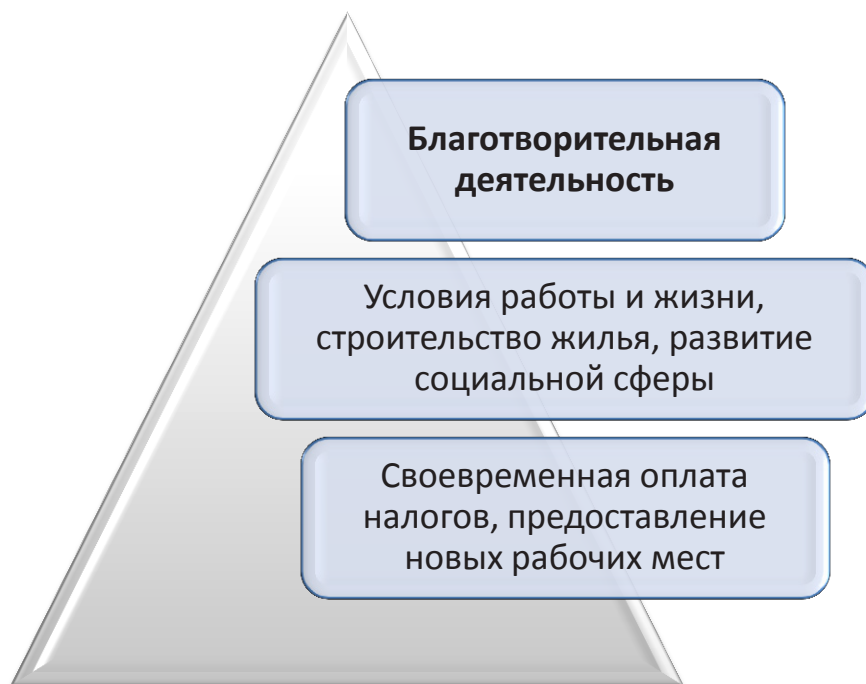 Благотворительная
деятельность
Условия работы и жизни,
строительство жилья, развитие
социальной сферы
Своевременная оплата
налогов, предоставление
новых рабочих мест